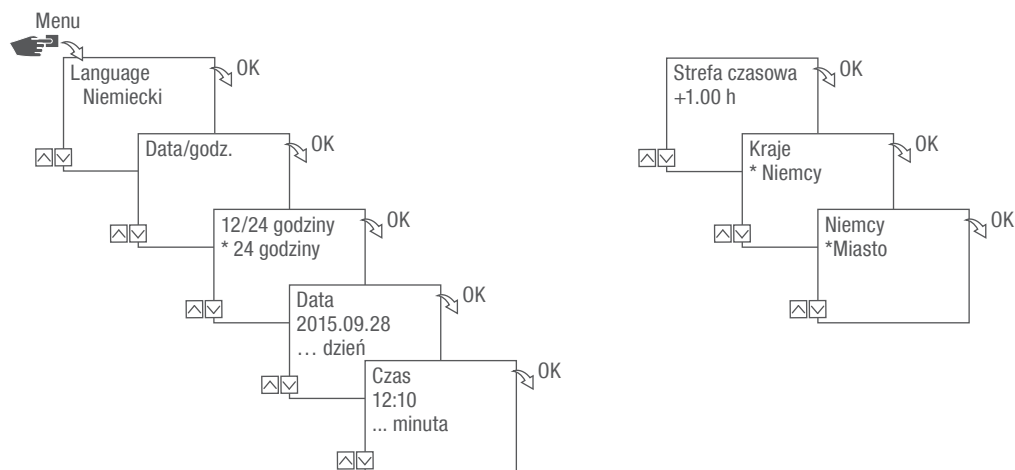 Menu
Language
Niemiecki
OK
Data/godz.
OK
12/24 godziny
* 24 godziny
OK
Data
2015.09.28
… dzień
OK
Czas
12:10
... minuta
OK
Strefa czasowa
+1.00 h
OK
Kraje
* Niemcy
OK
Niemcy
*Miasto
OK